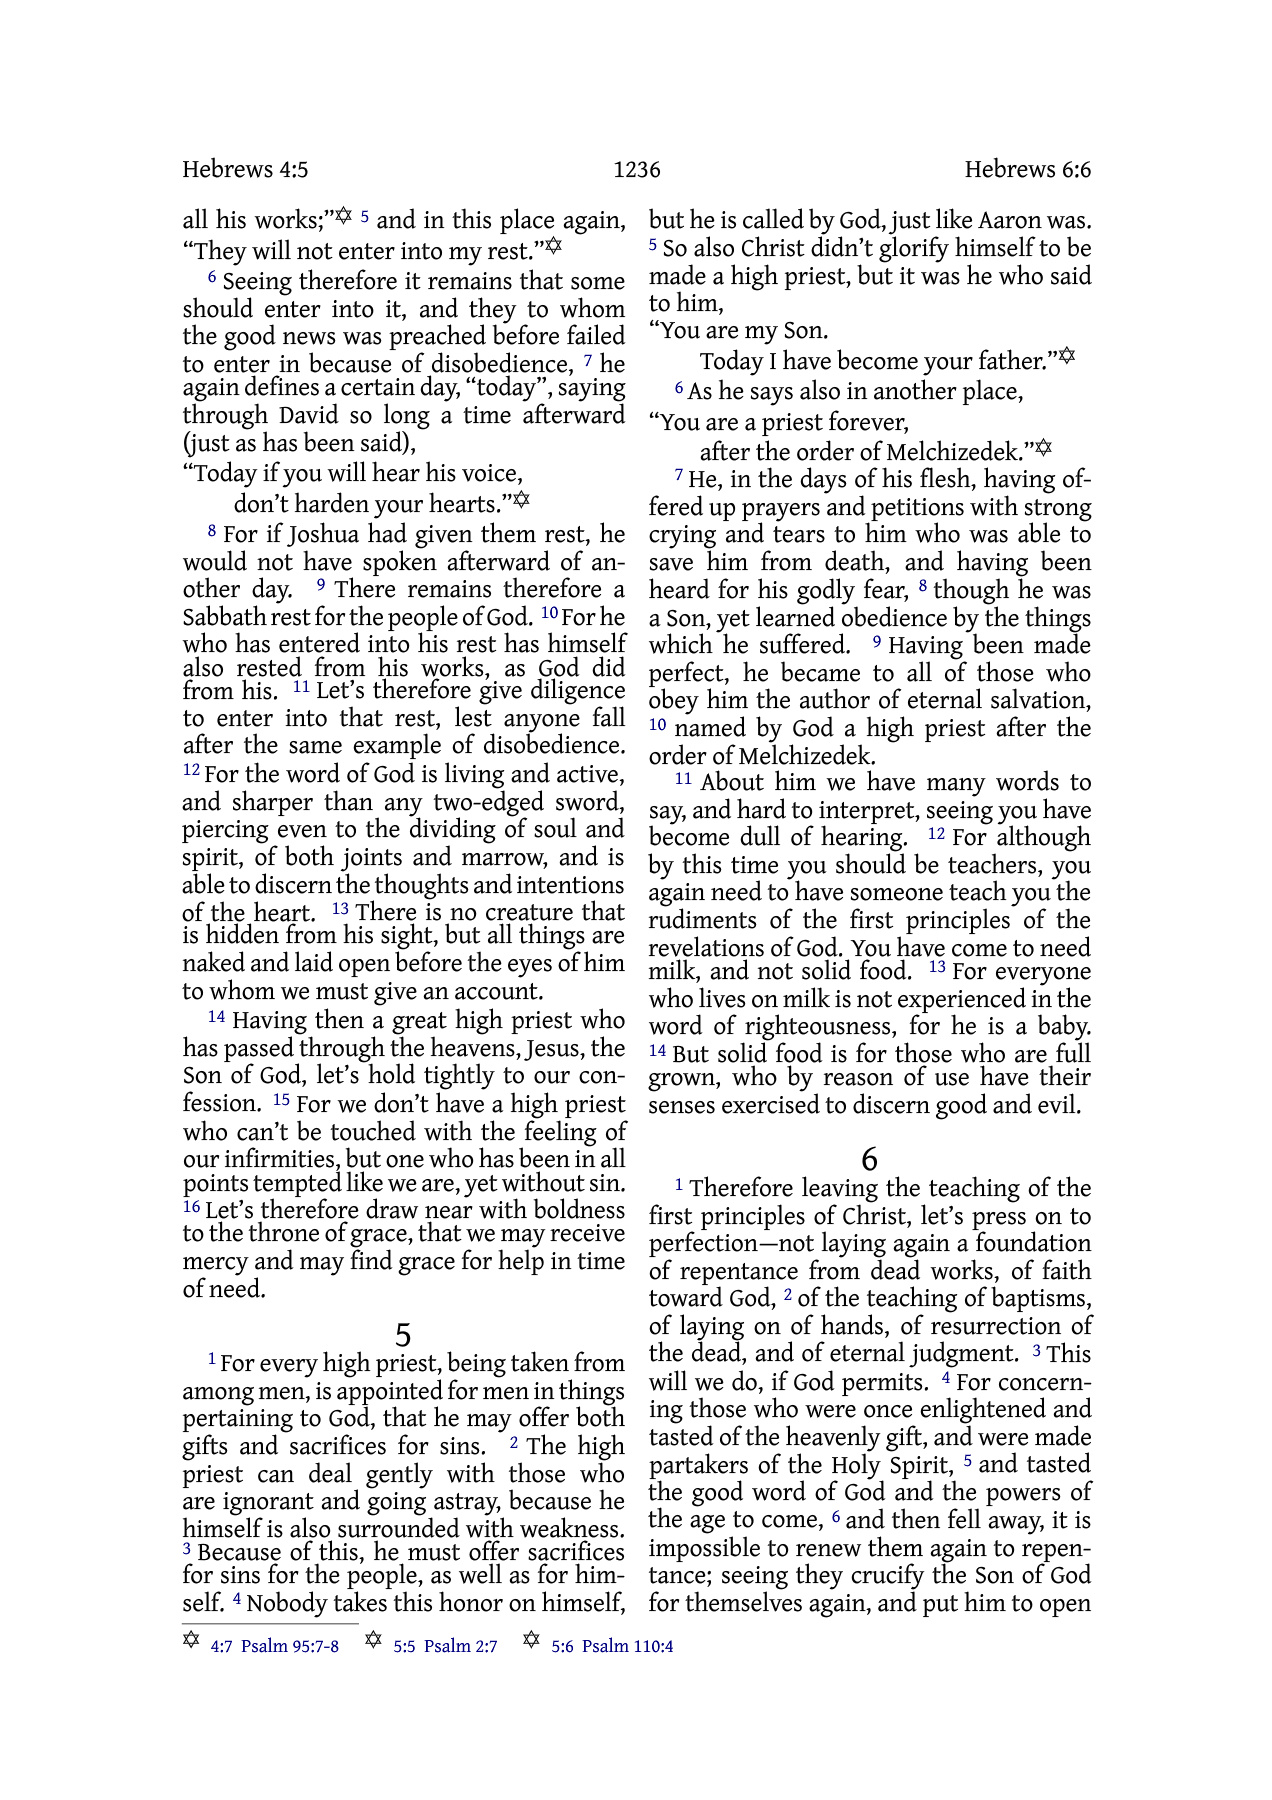 Hebrews 4:5 1236 Hebrews 6:6
all his works;”✡ 5 and in this place again,
“They will not enter into my rest.”✡
6 Seeing therefore it remains that some
should enter into it, and they to whom
the good news was preached before failed
to enter in because of disobedience, 7 he
again defines a certain day, “today”, saying
through David so long a time afterward
(just as has been said),
“Today if you will hear his voice,
don’t harden your hearts.”✡
8 For if Joshua had given them rest, he
would not have spoken afterward of an-
other day. 9 There remains therefore a
Sabbath rest for the people of God. 10 For he
who has entered into his rest has himself
also rested from his works, as God did
from his. 11 Let’s therefore give diligence
to enter into that rest, lest anyone fall
after the same example of disobedience.
12 For the word of God is living and active,
and sharper than any two-edged sword,
piercing even to the dividing of soul and
spirit, of both joints and marrow, and is
able to discern the thoughts and intentions
of the heart. 13 There is no creature that
is hidden from his sight, but all things are
naked and laid open before the eyes of him
to whom we must give an account.
14 Having then a great high priest who
has passed through the heavens, Jesus, the
Son of God, let’s hold tightly to our con-
fession. 15 For we don’t have a high priest
who can’t be touched with the feeling of
our infirmities, but one who has been in all
points tempted like we are, yet without sin.
16 Let’s therefore draw near with boldness
to the throne of grace, that we may receive
mercy and may find grace for help in time
of need.
5
1 For every high priest, being taken from
among men, is appointed for men in things
pertaining to God, that he may offer both
gifts and sacrifices for sins. 2 The high
priest can deal gently with those who
are ignorant and going astray, because he
himself is also surrounded with weakness.
3 Because of this, he must offer sacrifices
for sins for the people, as well as for him-
self. 4 Nobody takes this honor on himself,
but he is called by God, just like Aaron was.
5 So also Christ didn’t glorify himself to be
made a high priest, but it was he who said
to him,
“You are my Son.
Today I have become your father.”✡
6 As he says also in another place,
“You are a priest forever,
after the order of Melchizedek.”✡
7 He, in the days of his flesh, having of-
fered up prayers and petitions with strong
crying and tears to him who was able to
save him from death, and having been
heard for his godly fear, 8 though he was
a Son, yet learned obedience by the things
which he suffered. 9 Having been made
perfect, he became to all of those who
obey him the author of eternal salvation,
10 named by God a high priest after the
order of Melchizedek.
11 About him we have many words to
say, and hard to interpret, seeing you have
become dull of hearing. 12 For although
by this time you should be teachers, you
again need to have someone teach you the
rudiments of the first principles of the
revelations of God. You have come to need
milk, and not solid food. 13 For everyone
who lives on milk is not experienced in the
word of righteousness, for he is a baby.
14 But solid food is for those who are full
grown, who by reason of use have their
senses exercised to discern good and evil.
6
1 Therefore leaving the teaching of the
first principles of Christ, let’s press on to
perfection—not laying again a foundation
of repentance from dead works, of faith
toward God, 2 of the teaching of baptisms,
of laying on of hands, of resurrection of
the dead, and of eternal judgment. 3 This
will we do, if God permits. 4 For concern-
ing those who were once enlightened and
tasted of the heavenly gift, and were made
partakers of the Holy Spirit, 5 and tasted
the good word of God and the powers of
the age to come, 6 and then fell away, it is
impossible to renew them again to repen-
tance; seeing they crucify the Son of God
for themselves again, and put him to open
✡ 4:7 Psalm 95:7-8 ✡ 5:5 Psalm 2:7 ✡ 5:6 Psalm 110:4